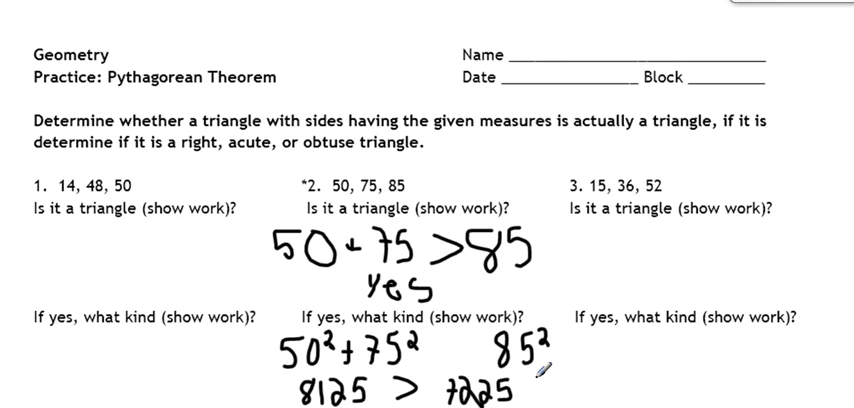 Geometry Name
Practice: Pythagorean Theorem Date Block
Determine whether a triangle with sides having the given measures is actually a triangle, if it is
determine if it is a right, acute, or obtuse triangle.
1. 14, 48, 50 *2. 50, 75, 85 3. 15, 36, 52
Is it a triangle (show work)? Is it a triangle (show work)? Is it a triangle (show work)?
50 + 75 > 85
yes
If yes, what kind (show work)? If yes, what kind (show work)? If yes, what kind (show work)?
50² + 75² 85²
8125 > 7225